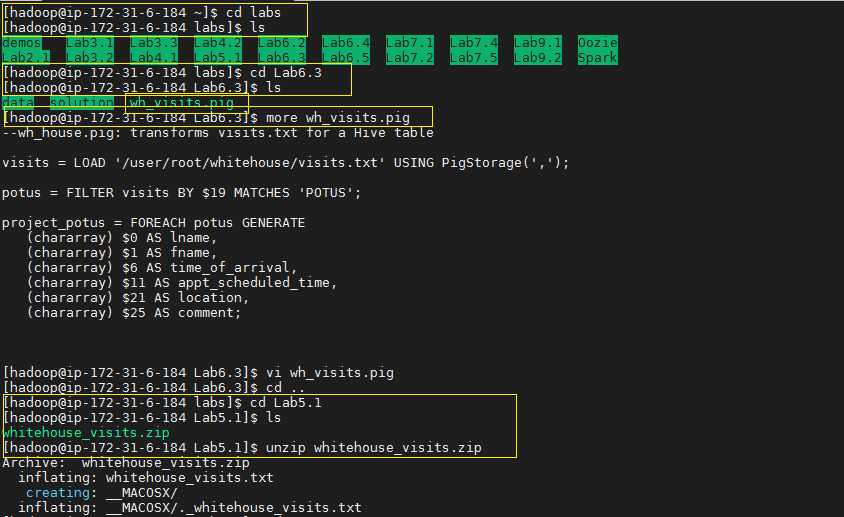 [hadoop@ip-172-31-6-184 ~]$ cd labs
[hadoop@ip-172-31-6-184 labs]$ ls
demos Lab3.1 Lab3.3 Lab4.2 Lab6.2 Lab6.4 Lab7.1 Lab7.4 Lab9.1 Oozie
Lab2.1 Lab3.2 Lab4.1 Lab5.1 Lab6.3 Lab6.5 Lab7.2 Lab7.5 Lab9.2 Spark
[hadoop@ip-172-31-6-184 labs]$ cd Lab6.3
[hadoop@ip-172-31-6-184 Lab6.3]$ ls
data solution wh_visits.pig
[hadoop@ip-172-31-6-184 Lab6.3]$ more wh_visits.pig
--wh_house.pig: transforms visits.txt for a Hive table
visits = LOAD '/user/root/whitehouse/visits.txt' USING PigStorage(',');
potus = FILTER visits BY $19 MATCHES 'POTUS';
project_potus = FOREACH potus GENERATE
(chararray) $0 AS lname,
(chararray) $1 AS fname,
(chararray) $6 AS time_of_arrival,
(chararray) $11 AS appt_scheduled_time,
(chararray) $21 AS location,
(chararray) $25 AS comment;
[hadoop@ip-172-31-6-184 Lab6.3]$ vi wh_visits.pig
[hadoop@ip-172-31-6-184 Lab6.3]$ cd ..
[hadoop@ip-172-31-6-184 labs]$ cd Lab5.1
[hadoop@ip-172-31-6-184 Lab5.1]$ ls
whitehouse_visits.zip
[hadoop@ip-172-31-6-184 Lab5.1]$ unzip whitehouse_visits.zip
Archive: whitehouse_visits.zip
inflating: whitehouse_visits.txt
creating: __MACOSX/
inflating: __MACOSX/._whitehouse_visits.txt